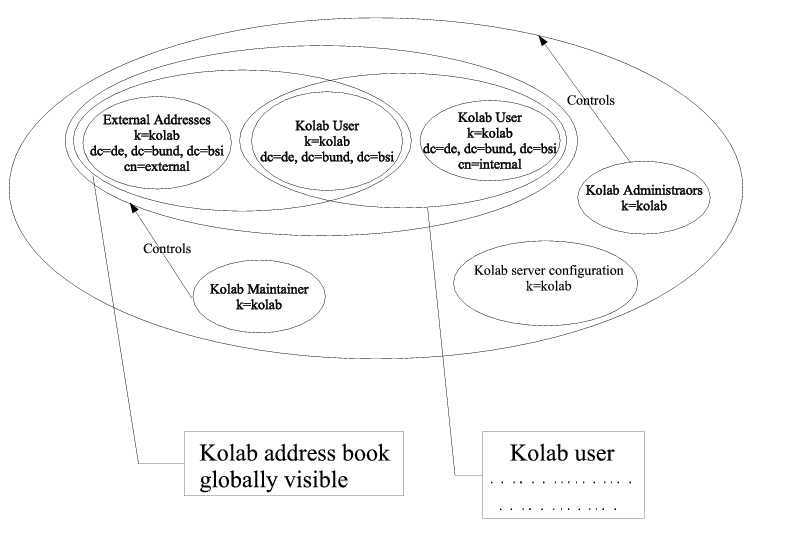 External Addresses
k=kolab
dc=de, dc=bund, dc=bsi
cn=external
Kolab User
k=kolab
dc=de, dc=bund, dc=bsi
Kolab User
k=kolab
dc=de, dc=bund, dc=bsi
cn=internal
Controls
Kolab Administraors
k=kolab
Controls
Kolab Maintainer
k=kolab
Kolab server configuration
k=kolab
Kolab address book
globally visible
Kolab user